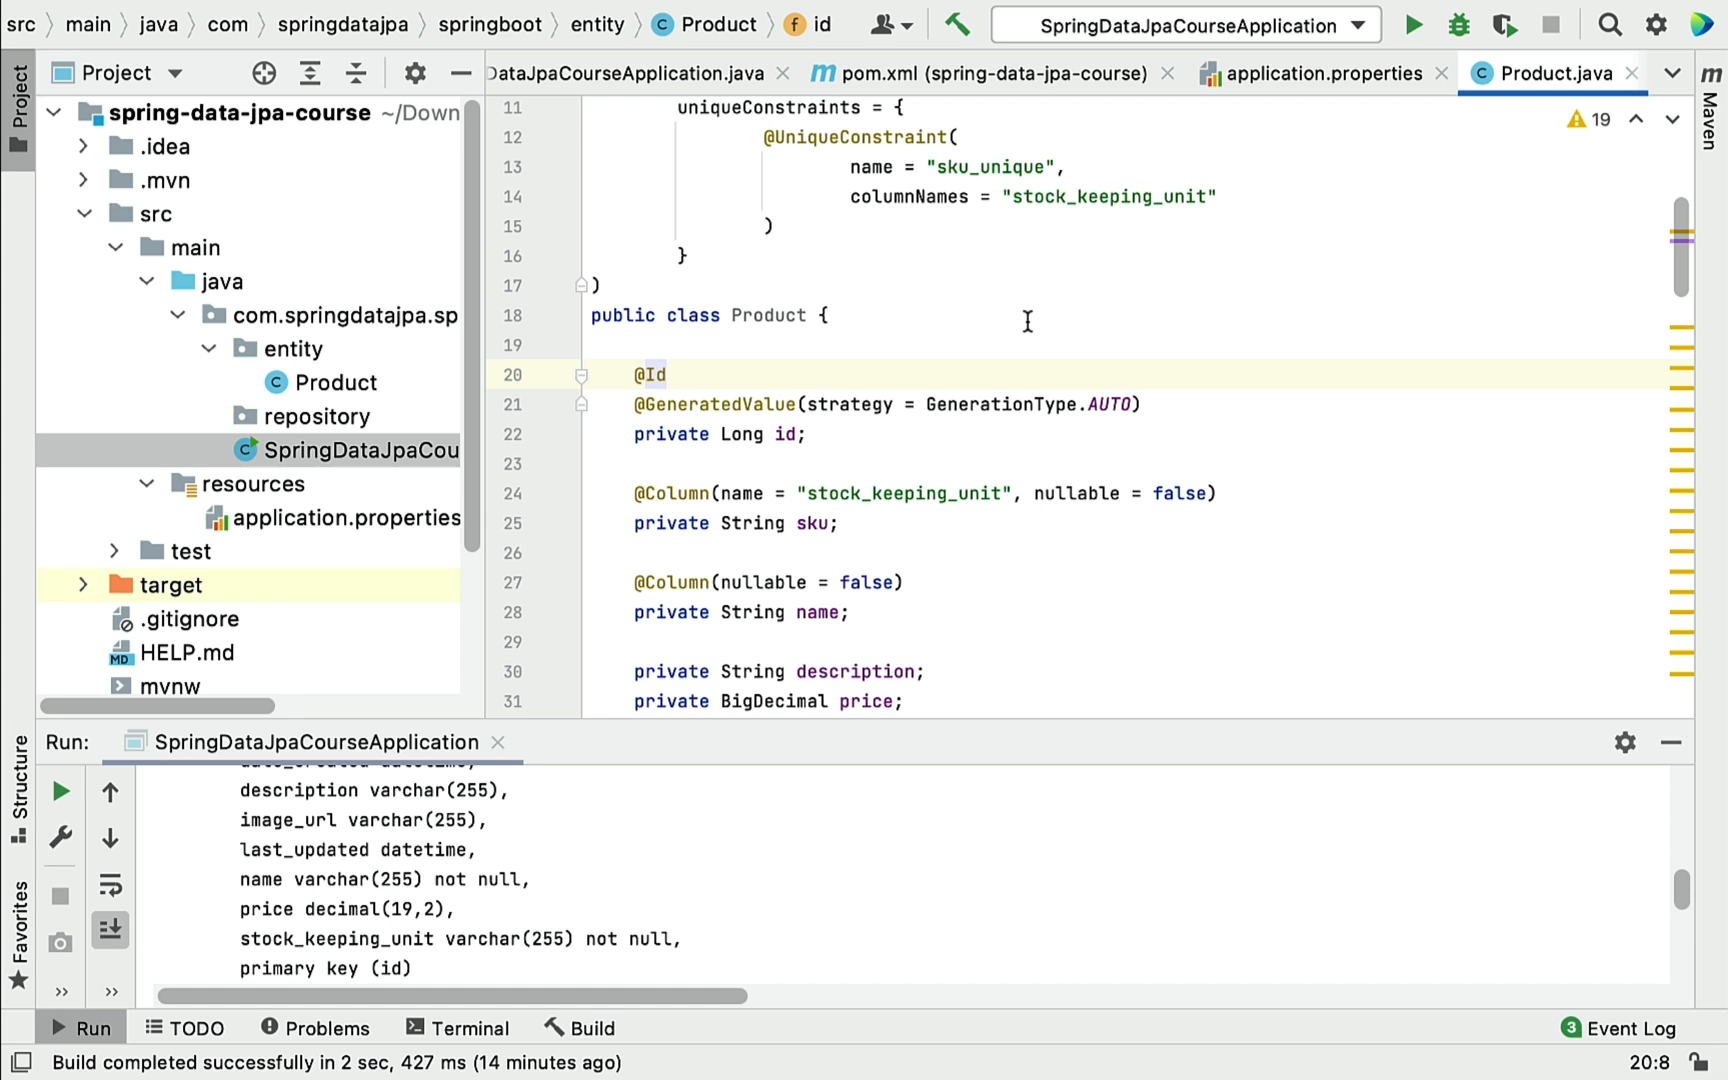 src main java com springdatajpa springboot entity C Product f id SpringDataJpaCourseApplication
Project
DataJpaCourseApplication.java
m pom.xml (spring-data-jpa-course)
application.properties
C Product.java
m Maven
Project
spring-data-jpa-course ~/Down
.idea
.mvn
src
main
java
com.springdatajpa.sp
entity
C Product
repository
C SpringDataJpaCou
resources
application.properties
test
target
.gitignore
MD HELP.md
mvnw
19
11 uniqueConstraints = {
12 @UniqueConstraint(
13 name = "sku_unique",
14 columnNames = "stock_keeping_unit"
15 )
16 }
17 )
18 public class Product {
19
20 @Id
21 @GeneratedValue(strategy = GenerationType.AUTO)
22 private Long id;
23
24 @Column(name = "stock_keeping_unit", nullable = false)
25 private String sku;
26
27 @Column(nullable = false)
28 private String name;
29
30 private String description;
31 private BigDecimal price;
Run: SpringDataJpaCourseApplication
Structure
Favorites
description varchar(255),
image_url varchar(255),
last_updated datetime,
name varchar(255) not null,
price decimal(19,2),
stock_keeping_unit varchar(255) not null,
primary key (id)
Run TODO Problems Terminal Build 3 Event Log
Build completed successfully in 2 sec, 427 ms (14 minutes ago) 20:8